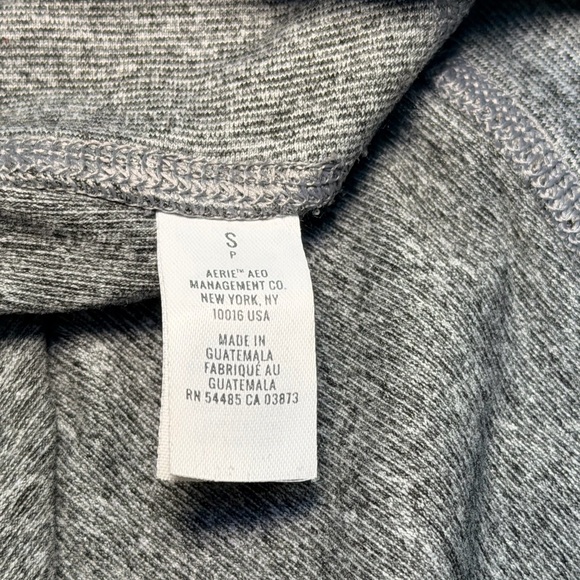 S
P
AERIE™ AEO
MANAGEMENT CO.
NEW YORK, NY
10016 USA
MADE IN
GUATEMALA
FABRIQUÉ AU
GUATEMALA
RN 54485 CA 03873